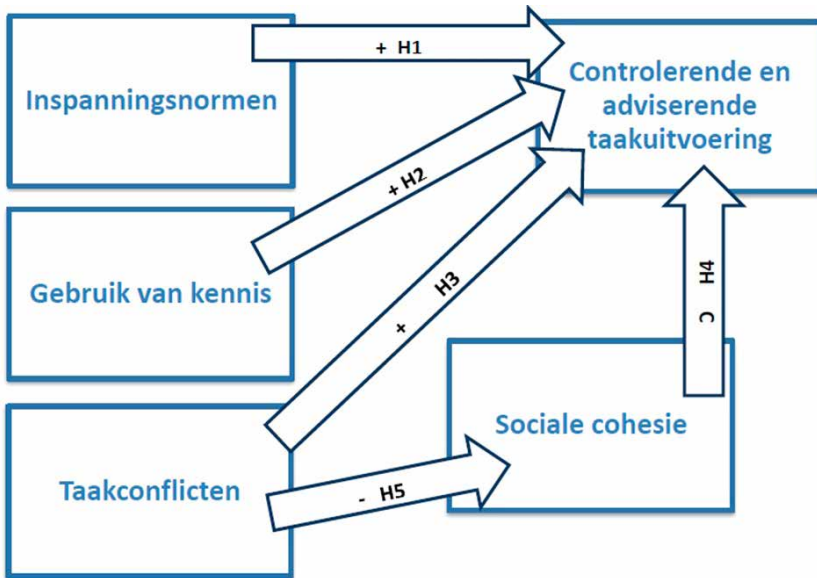 Inspanningsnormen
+ H1
Controlerende en
adviserende
taakuitvoering
+ H2
Gebruik van kennis
+ H3
H4 C
Sociale cohesie
Taakconflicten
- H5